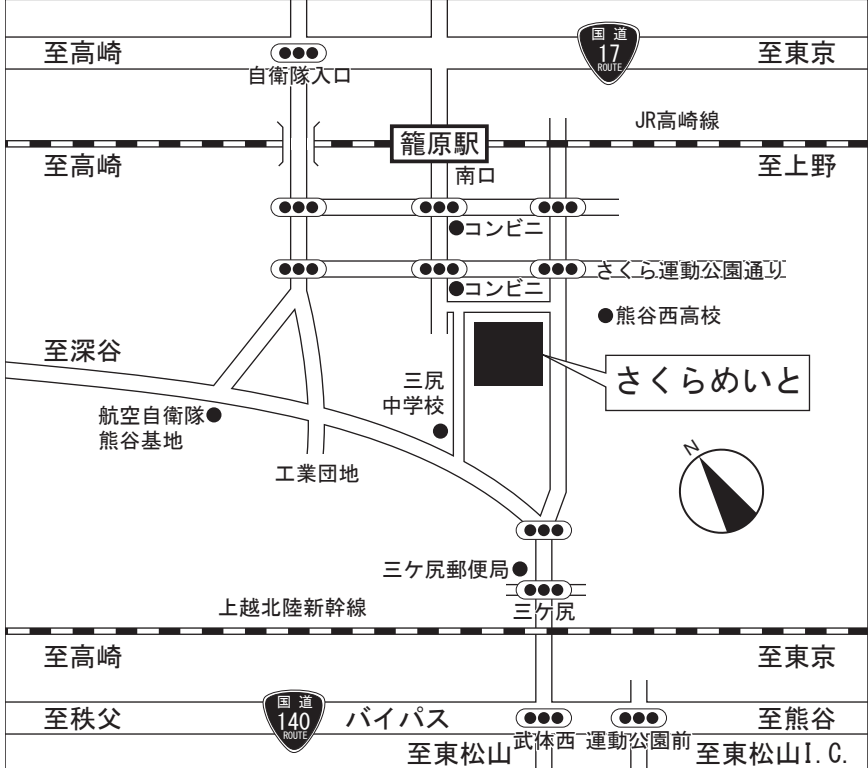 至高崎
国道
17
ROUTE
至東京
自衛隊入口
JR高崎線
籠原駅
至高崎
南口
至上野
コンビニ
さくら運動公園通り
コンビニ
熊谷西高校
至深谷
三尻
中学校
さくらめいと
航空自衛隊
熊谷基地
工業団地
N
三ケ尻郵便局
上越北陸新幹線
三ケ尻
至高崎
至東京
国道
140
ROUTE
至秩父
バイパス
至熊谷
武体西
運動公園前
至東松山
至東松山I.C.